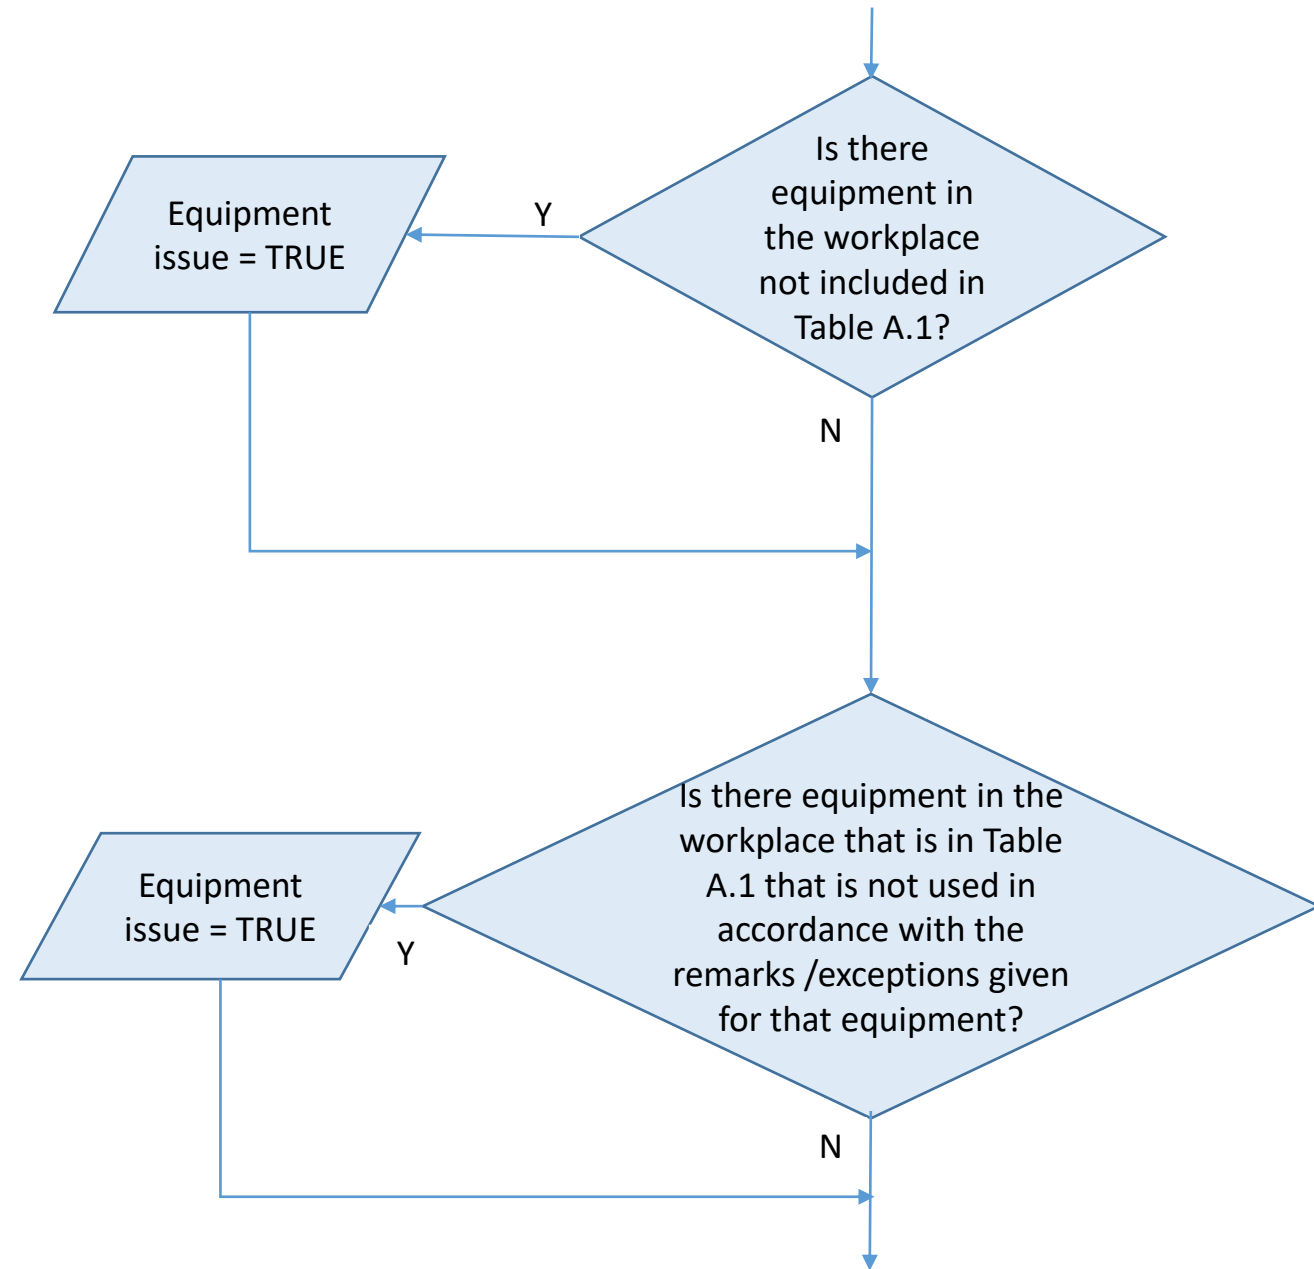 Is there
equipment in
the workplace
not included in
Table A.1?
Y
Equipment
issue = TRUE
N
Is there equipment in the
workplace that is in Table
A.1 that is not used in
accordance with the
remarks /exceptions given
for that equipment?
Y
Equipment
issue = TRUE
N